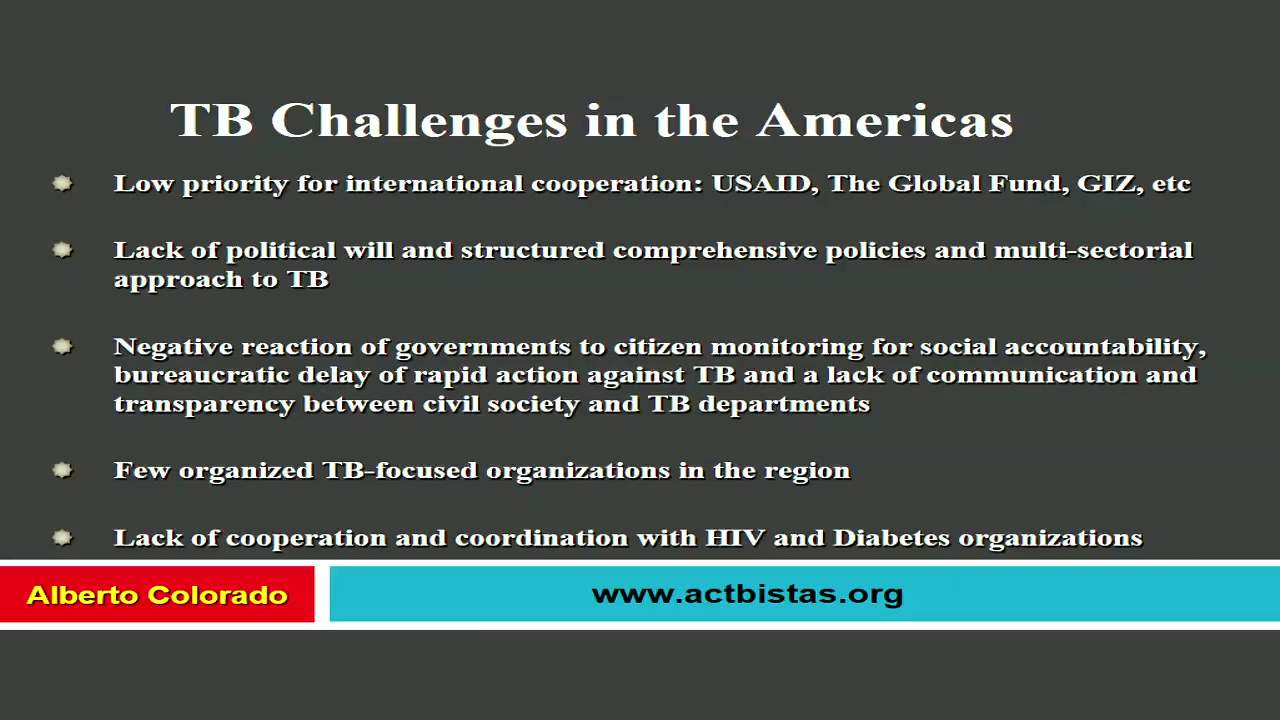 TB Challenges in the Americas
Low priority for international cooperation: USAID, The Global Fund, GIZ, etc
Lack of political will and structured comprehensive policies and multi-sectorial
approach to TB
Negative reaction of governments to citizen monitoring for social accountability,
bureaucratic delay of rapid action against TB and a lack of communication and
transparency between civil society and TB departments
Few organized TB-focused organizations in the region
Lack of cooperation and coordination with HIV and Diabetes organizations
Alberto Colorado
www.actbistas.org